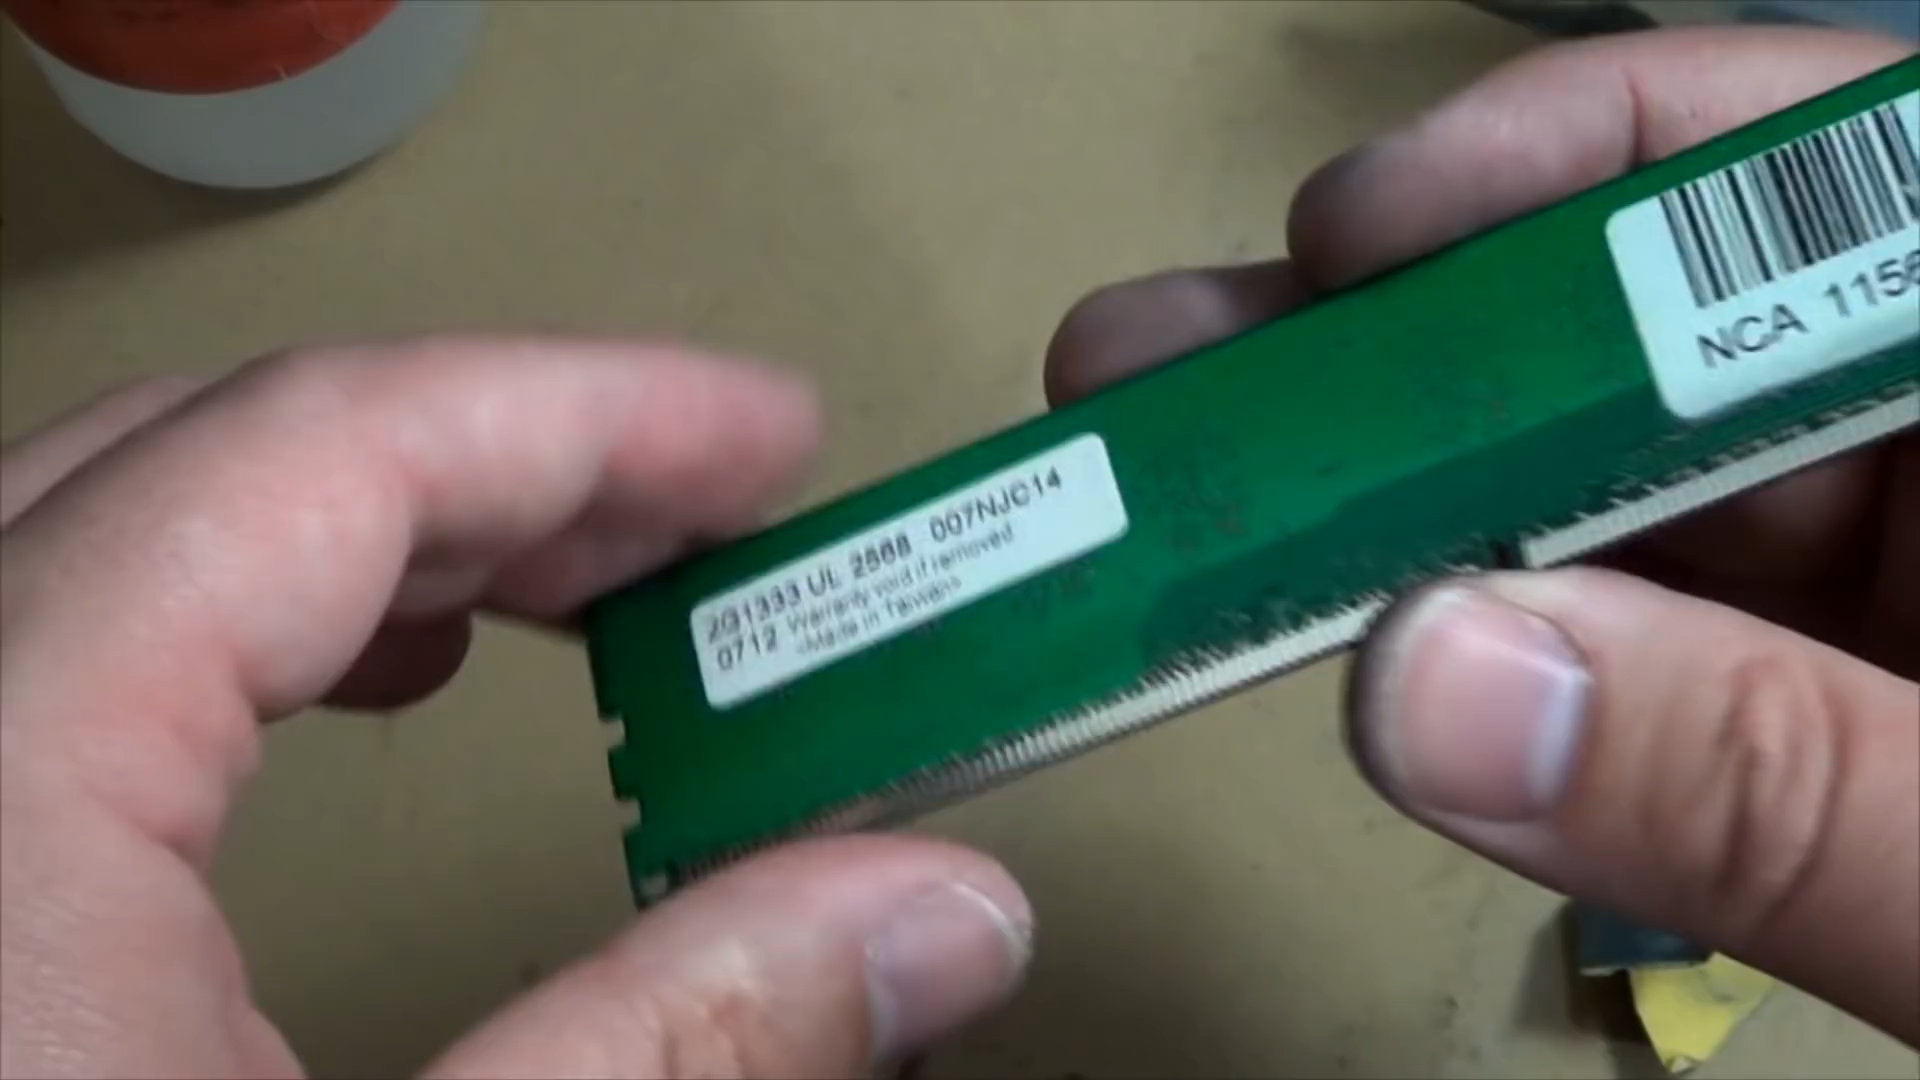 2G1333 UL 2568 007NJC14
0712 Warranty void if removed
<Made in Taiwan>
NCA 1156